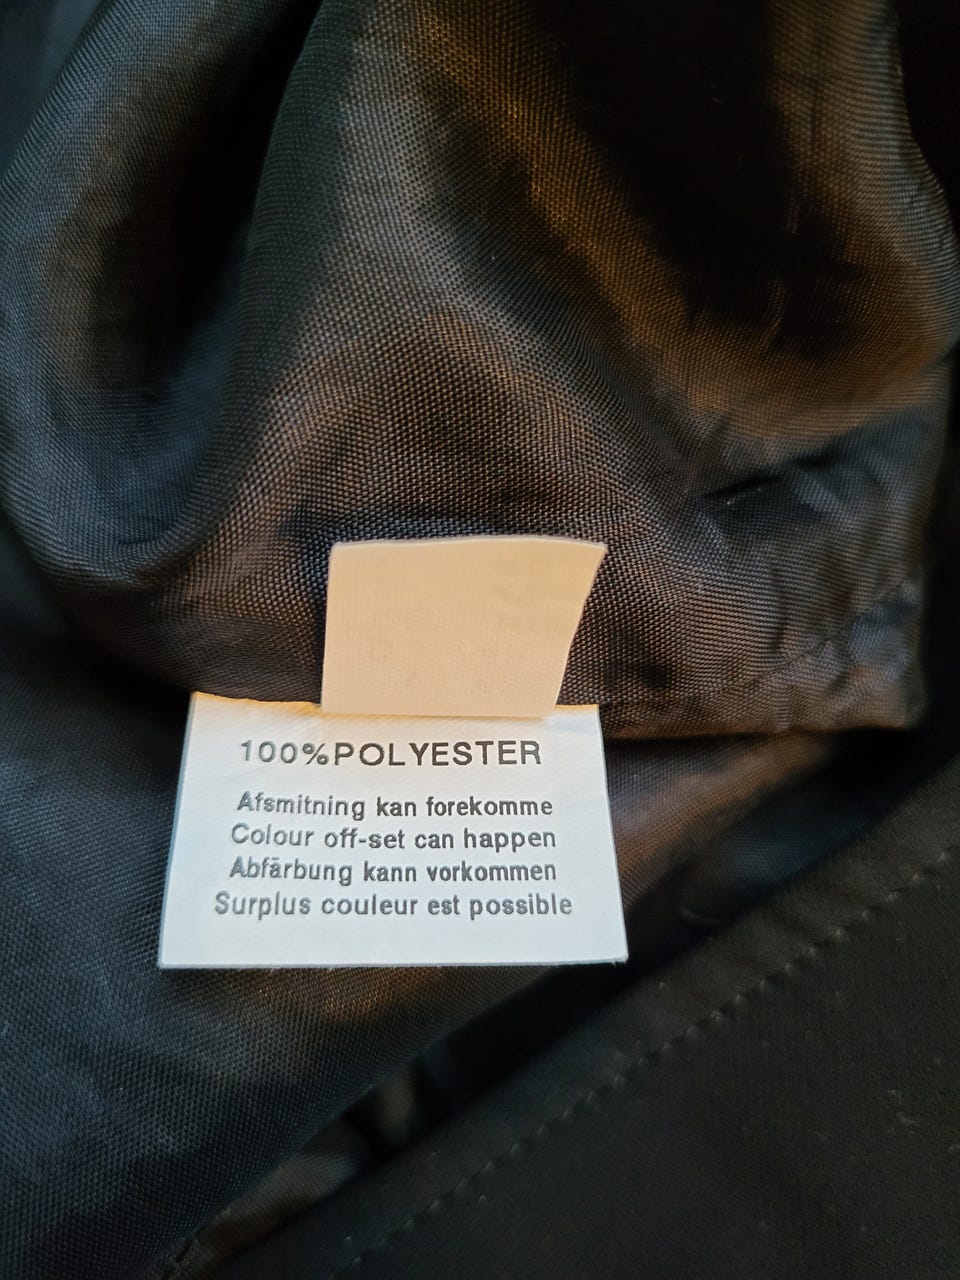 100%POLYESTER
Afsmitning kan forekomme
Colour off-set can happen
Abfärbung kann vorkommen
Surplus couleur est possible